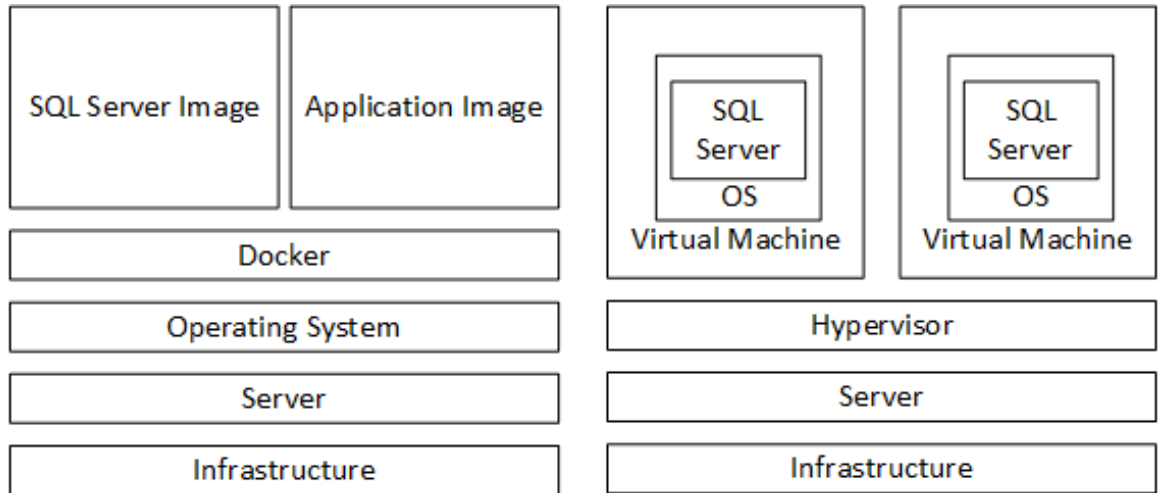 SQL Server Image
Application Image
Docker
Operating System
Server
Infrastructure
SQL
Server
OS
Virtual Machine
SQL
Server
OS
Virtual Machine
Hypervisor
Server
Infrastructure